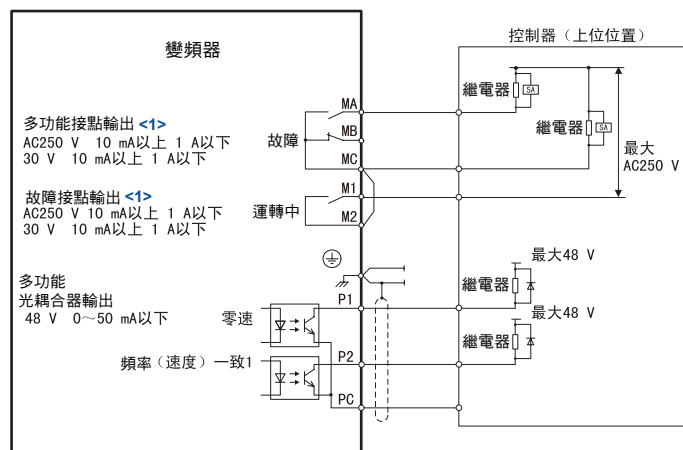 變頻器
控制器（上位位置）
多功能接點輸出 <1>
AC250 V 10 mA以上 1 A以下
30 V 10 mA以上 1 A以下
故障接點輸出 <1>
AC250 V 10 mA以上 1 A以下
30 V 10 mA以上 1 A以下
多功能
光耦合器輸出
48 V 0～50 mA以下
故障
MA
MB
MC
運轉中
M1
M2
零速
P1
頻率（速度）一致1
P2
PC
繼電器
SA
繼電器
SA
最大
AC250 V
最大48 V
繼電器
最大48 V
繼電器